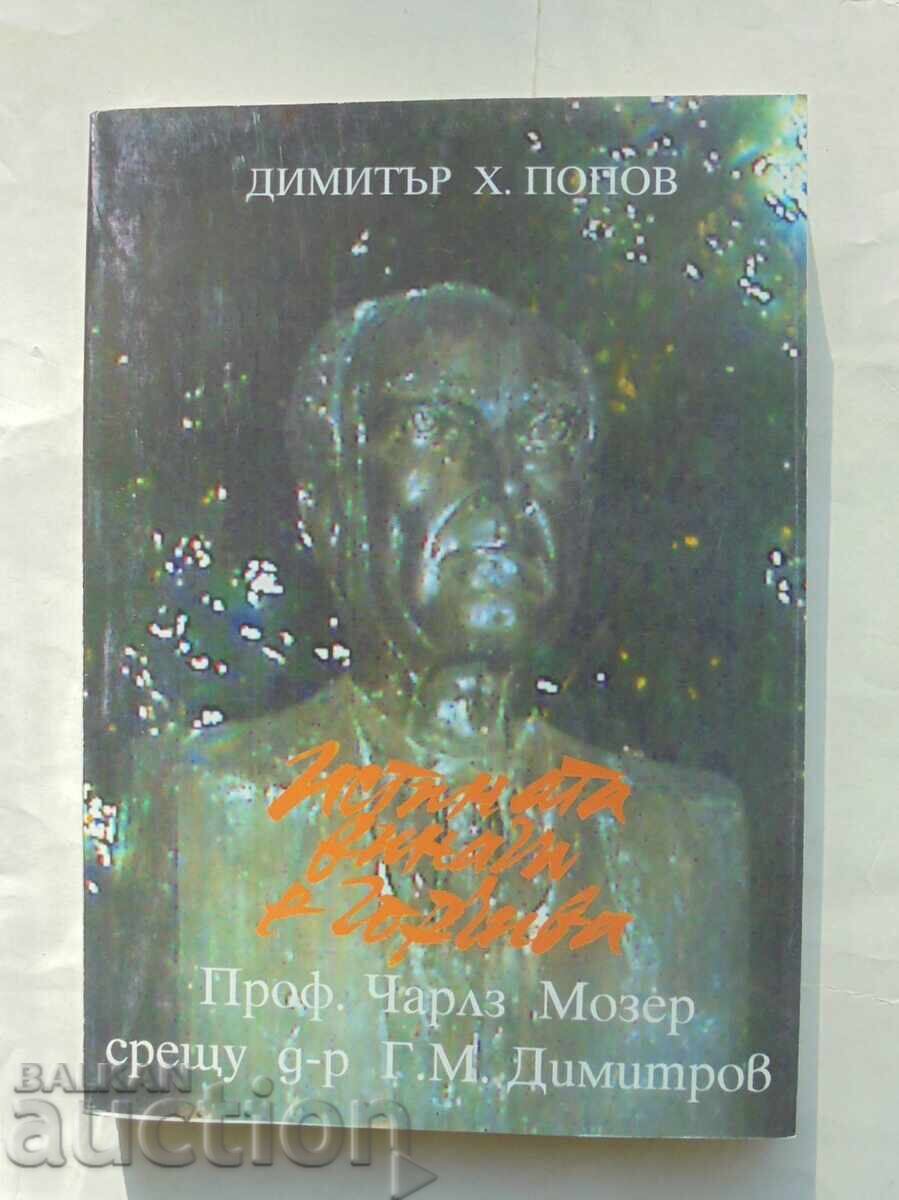 ДИМИТЪР Х. ПОПОВ
Истината
винаги
е горчива
Проф. Чарлз Мозер
срещу д-р Г. М. Димитров
BALKAN
auction